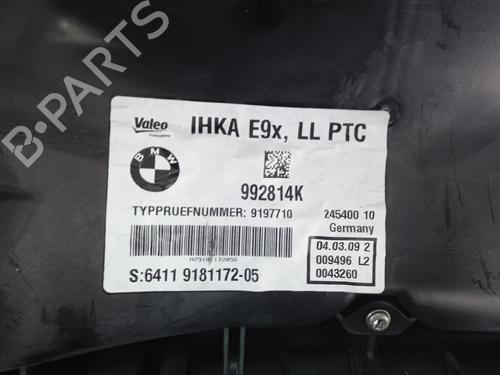 Valeo
IHKA E9x, LL PTC
BMW
992814K
TYPPRUEFNUMMER: 9197710
245400 10
Germany
04.03.09 2
009496 L2
0043260
S:6411 9181172-05
B-PARTS